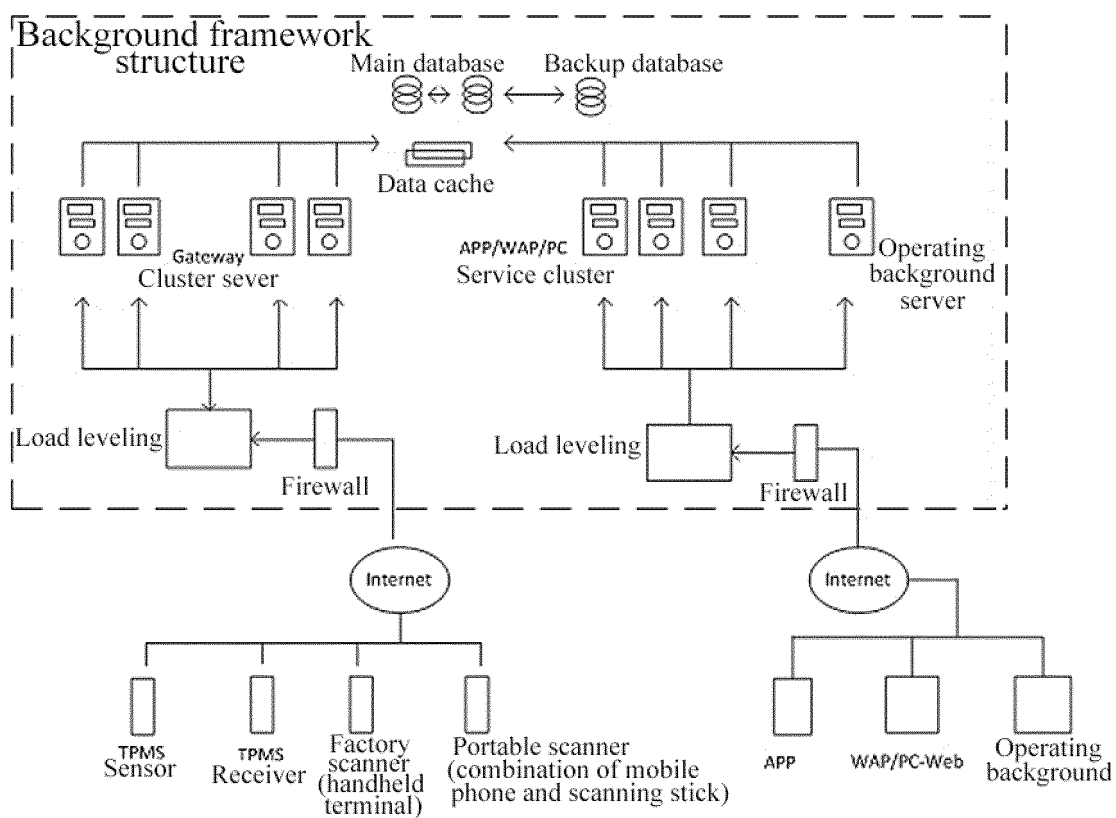 Background framework
structure
Main database
Backup database
Data cache
Gateway
Cluster sever
APP/WAP/PC
Service cluster
Operating
background
server
Load leveling
Firewall
Load leveling
Firewall
Internet
Internet
TPMS
Sensor
TPMS
Receiver
Factory
scanner
(handheld
terminal)
Portable scanner
(combination of mobile
phone and scanning stick)
APP
WAP/PC-Web
Operating
background